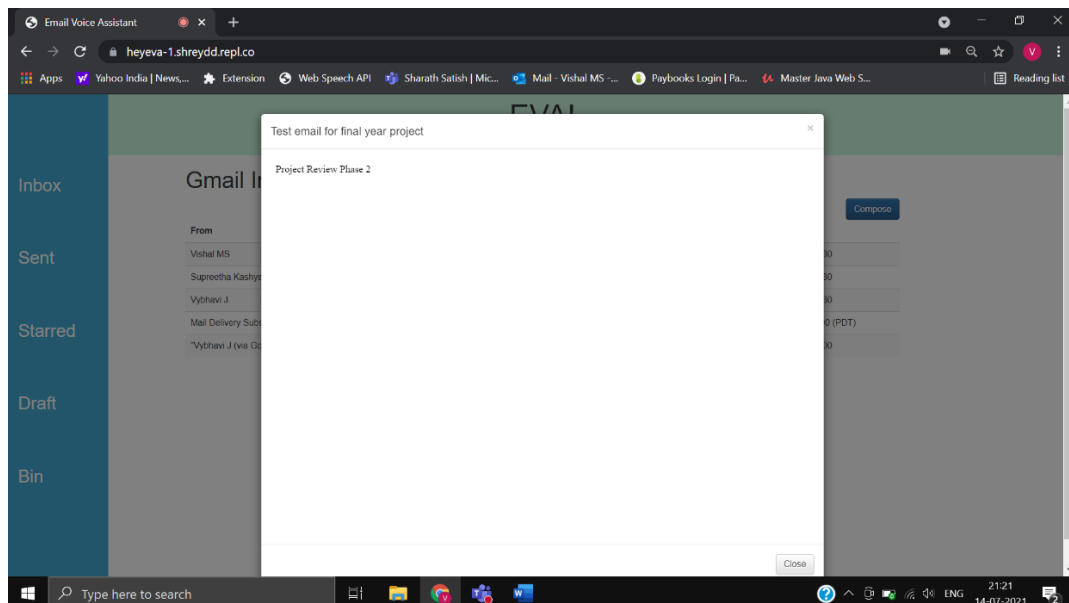 Email Voice Assistant
heyeva-1.shreydd.repl.co
V
Apps Yahoo India | News,... Extension Web Speech API Sharath Satish | Mic... Mail - Vishal MS -... Paybooks Login | Pa... Master Java Web S... Reading list
Test email for final year project
Project Review Phase 2
Inbox
Gmail
Compose
From
Sent
Vishal MS
Supreetha
Vybhavi J
Starred
Mail Delivery
(PDT)
"Vybhavi J (via
Draft
Bin
Close
Type here to search
ENG
21:21
14-07-2021